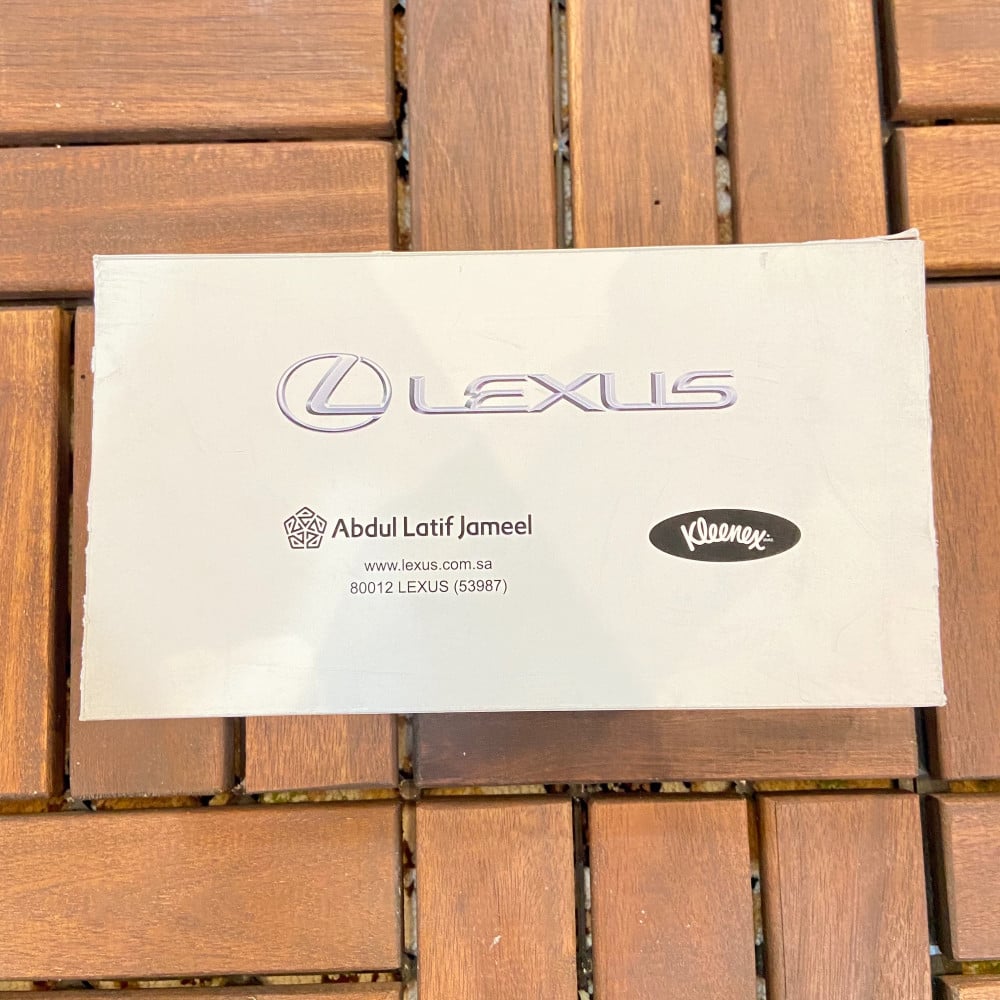 LEXUS
Abdul Latif Jameel
Kleenex
www.lexus.com.sa
80012 LEXUS (53987)